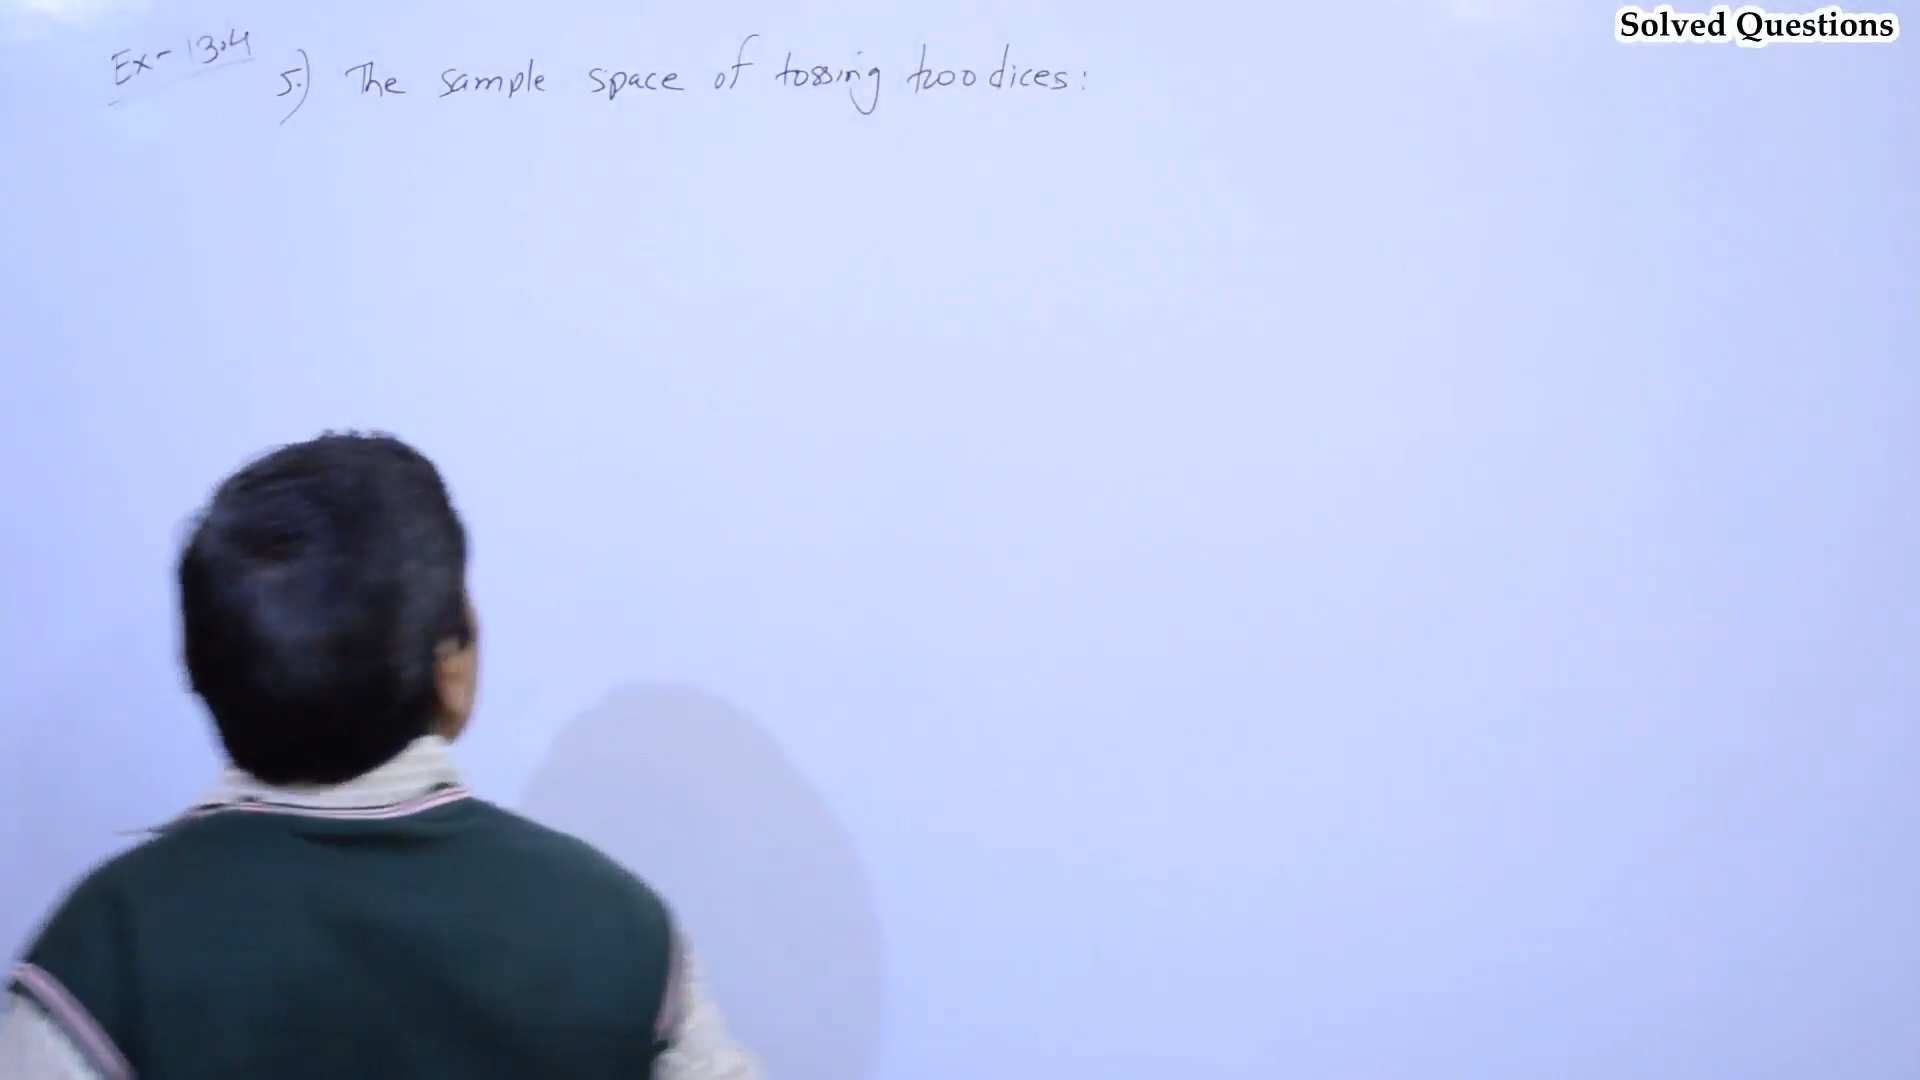 Solved Questions
Ex- 13.4
5.) The sample space of tossing two dices: